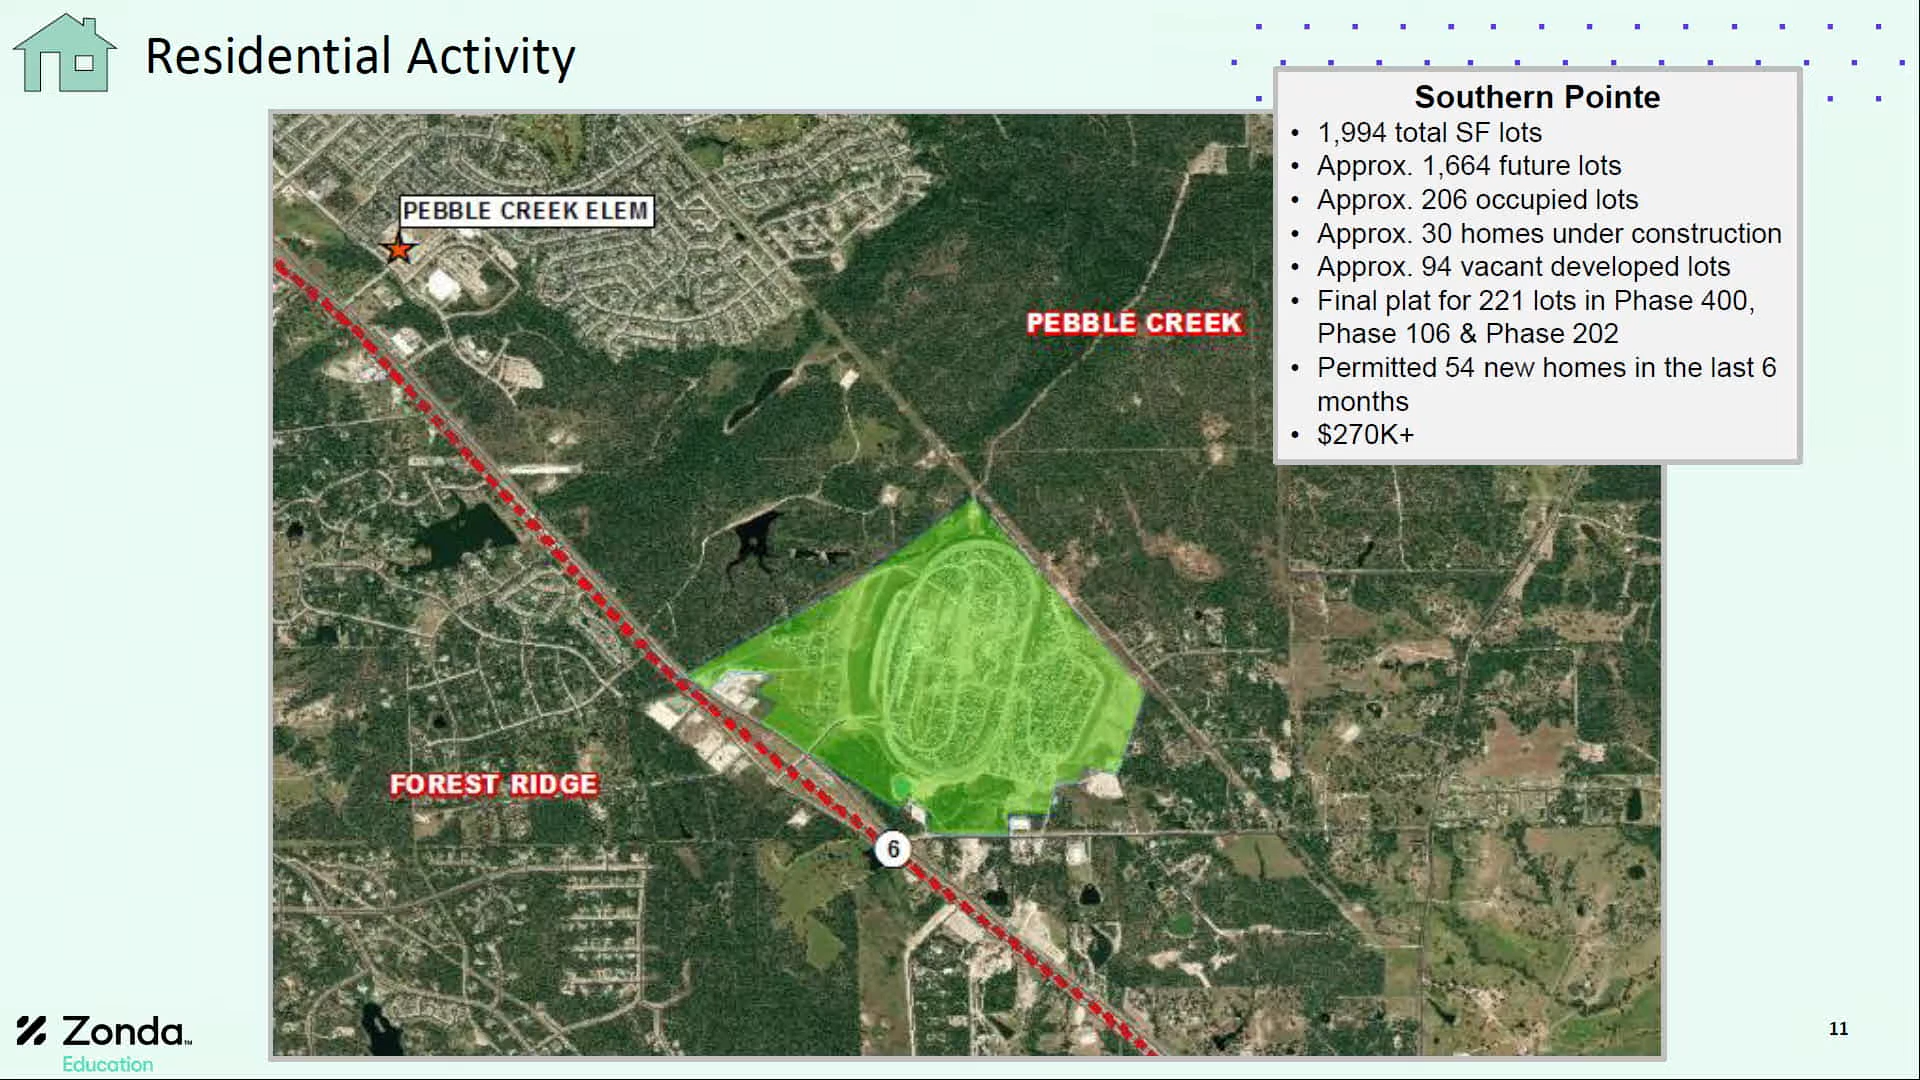 Residential Activity
Southern Pointe
• 1,994 total SF lots
• Approx. 1,664 future lots
• Approx. 206 occupied lots
• Approx. 30 homes under construction
• Approx. 94 vacant developed lots
• Final plat for 221 lots in Phase 400,
Phase 106 & Phase 202
• Permitted 54 new homes in the last 6
months
• $270K+
PEBBLE CREEK ELEM
PEBBLE CREEK
FOREST RIDGE
6
Zonda™
Education
11